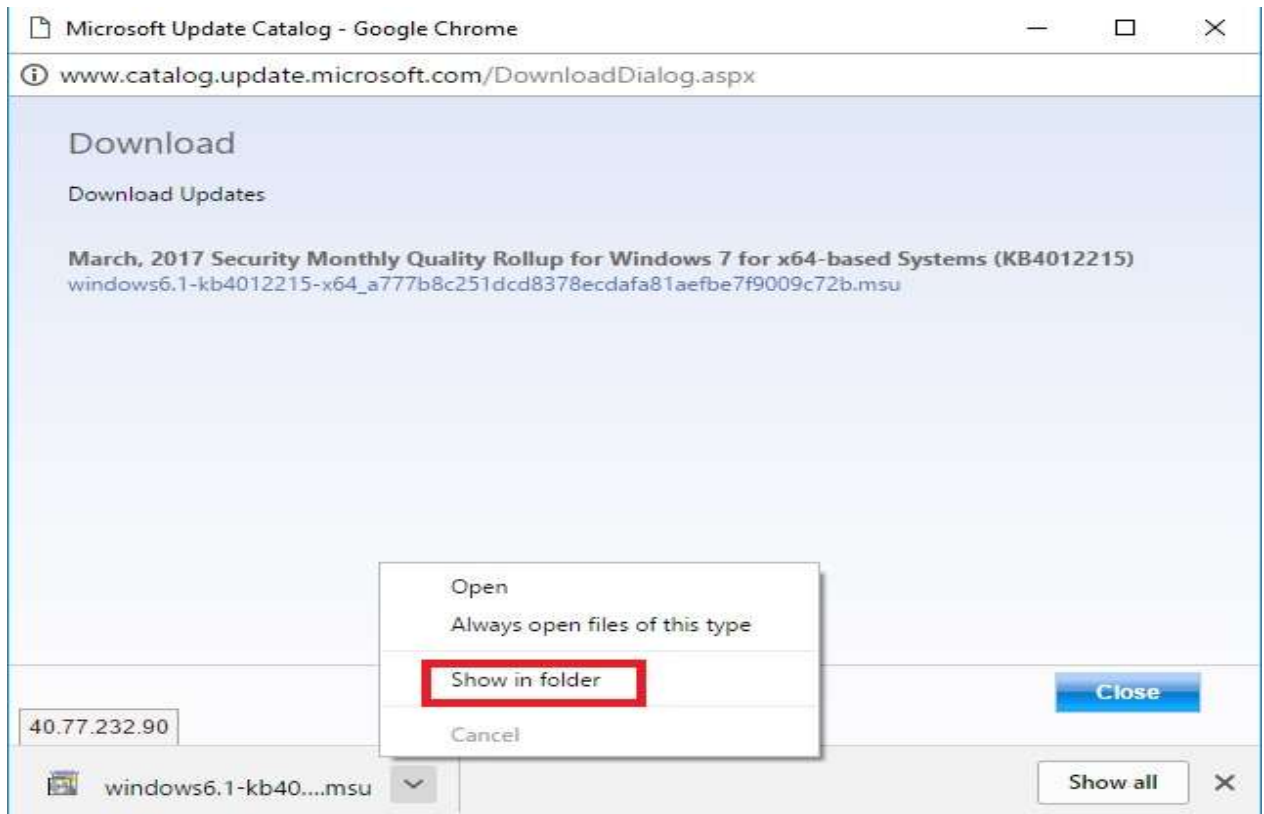 Microsoft Update Catalog - Google Chrome
www.catalog.update.microsoft.com/DownloadDialog.aspx
Download
Download Updates
March, 2017 Security Monthly Quality Rollup for Windows 7 for x64-based Systems (KB4012215)
windows6.1-kb4012215-x64_a777b8c251dcd8378ecdafa81aefbe7f9009c72b.msu
Open
Always open files of this type
Show in folder
Close
40.77.232.90
Cancel
windows6.1-kb40....msu
Show all